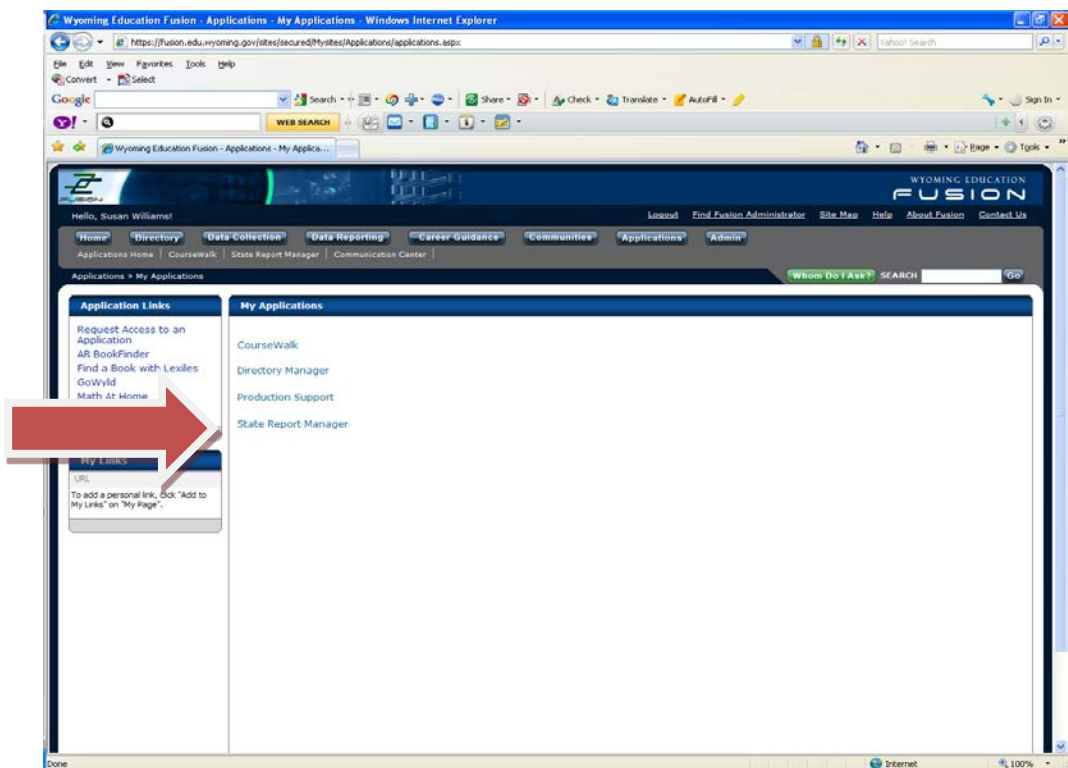 Wyoming Education Fusion - Applications - My Applications - Windows Internet Explorer
https://fusion.edu.wyoming.gov/sites/secured/Mysites/Applications/applications.aspx
Yahoo! Search
File Edit View Favorites Tools Help
Convert Select
Google Search Share Check Translate AutoFill Sign In
Y! WEB SEARCH
Wyoming Education Fusion - Applications - My Applica... Page Tools
FUSION
WYOMING EDUCATION
FUSION
Hello, Susan Williams! Logout Find Fusion Administrator Site Map Help About Fusion Contact Us
Home Directory Data Collection Data Reporting Career Guidance Communities Applications Admin
Applications Home | CourseWalk | State Report Manager | Communication Center |
Applications > My Applications Whom Do I Ask? SEARCH Go
Application Links
Request Access to an
Application
AR BookFinder
Find a Book with Lexiles
GoWyld
Math At Home
My Links
URL
To add a personal link, click "Add to
My Links" on "My Page".
My Applications
CourseWalk
Directory Manager
Production Support
State Report Manager
Done Internet 100%